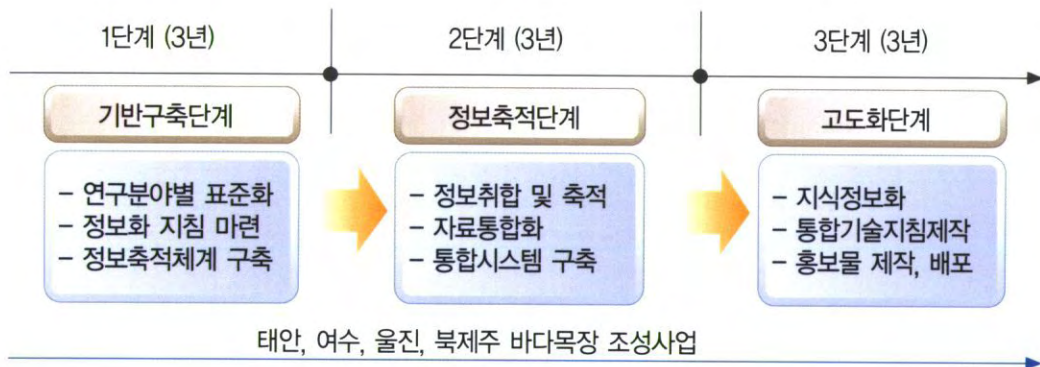 1단계 (3년)
2단계 (3년)
3단계 (3년)
기반구축단계
정보축적단계
고도화단계
– 연구분야별 표준화
– 정보화 지침 마련
– 정보축적체계 구축
– 정보취합 및 축적
– 자료통합화
– 통합시스템 구축
– 지식정보화
– 통합기술지침제작
– 홍보물 제작, 배포
태안, 여수, 울진, 북제주 바다목장 조성사업